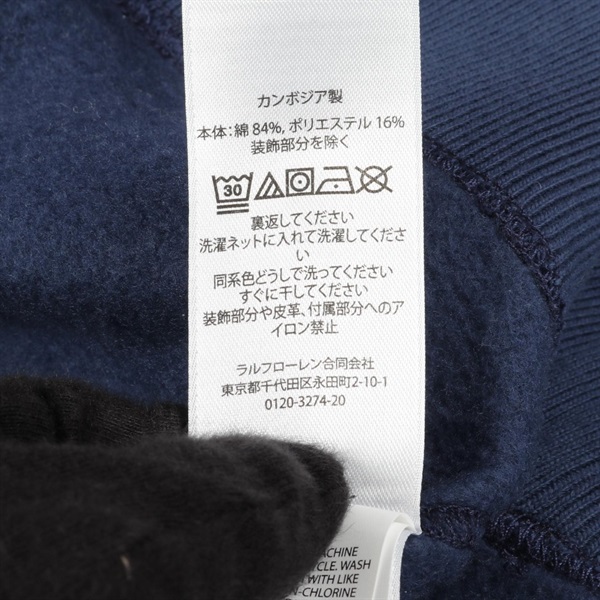 カンボジア製
本体：綿 84%, ポリエステル 16%
装飾部分を除く
30
裏返してください
洗濯ネットに入れて洗濯してくださ
い
同系色どうしで洗ってください
すぐに干してください
装飾部分や皮革、付属部分へのア
イロン禁止
ラルフローレン合同会社
東京都千代田区永田町2-10-1
0120-3274-20
MACHINE
CYCLE. WASH
WITH LIKE
N-CHLORINE